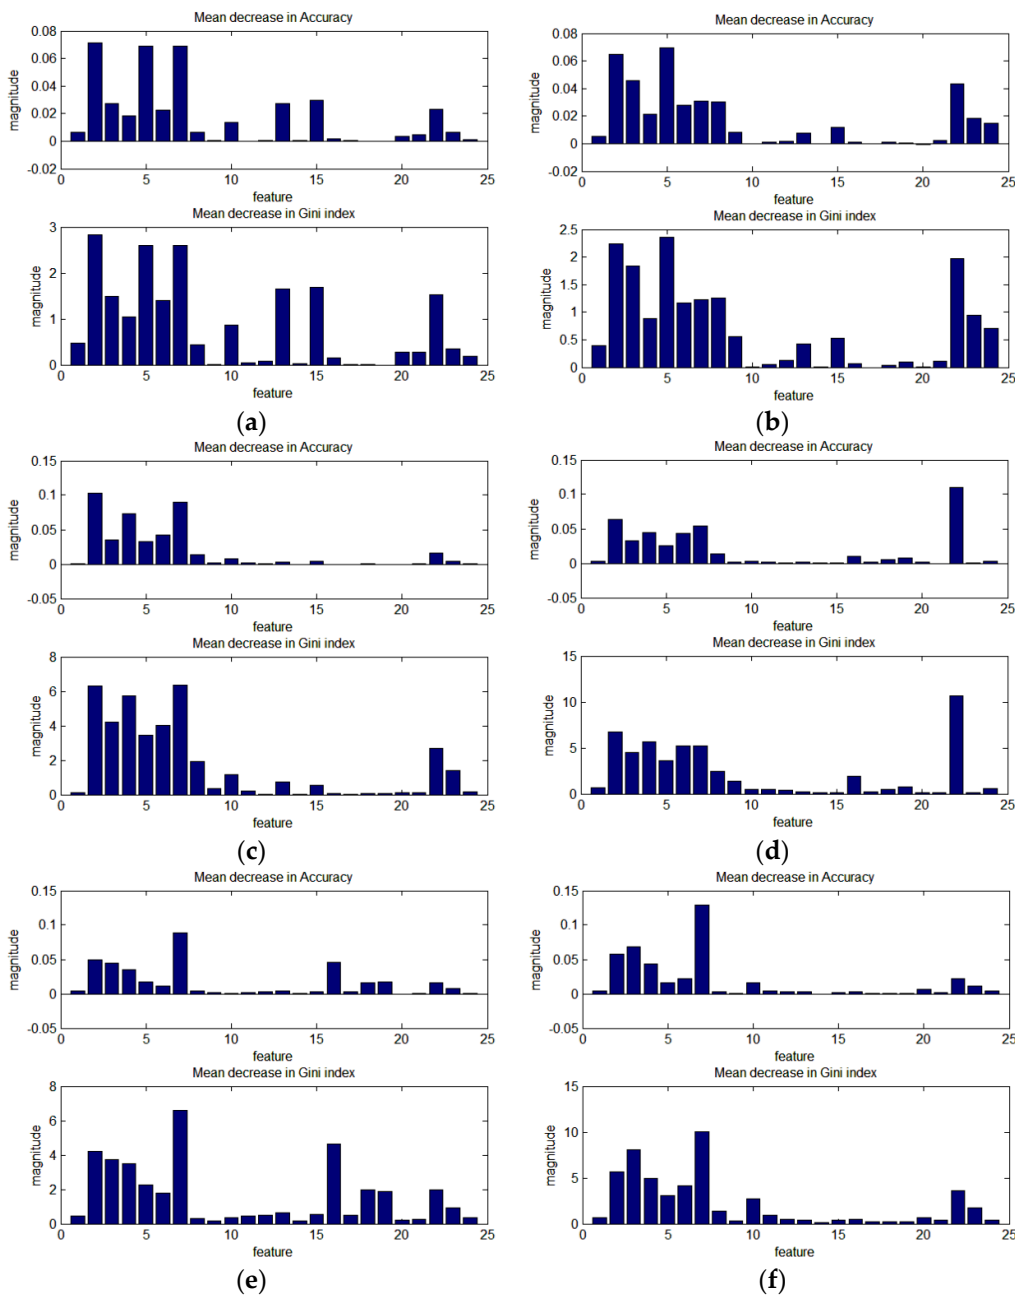 Mean decrease in Accuracy
0.08
0.06
0.04
0.02
0
-0.02
magnitude
0 5 10 15 20 25
feature
Mean decrease in Gini index
3
2
1
0
magnitude
0 5 10 15 20 25
feature
(a)
Mean decrease in Accuracy
0.08
0.06
0.04
0.02
0
-0.02
magnitude
0 5 10 15 20 25
feature
Mean decrease in Gini index
2.5
2
1.5
1
0.5
0
magnitude
0 5 10 15 20 25
feature
(b)
Mean decrease in Accuracy
0.15
0.1
0.05
0
-0.05
magnitude
0 5 10 15 20 25
feature
Mean decrease in Gini index
8
6
4
2
0
magnitude
0 5 10 15 20 25
feature
(c)
Mean decrease in Accuracy
0.15
0.1
0.05
0
-0.05
magnitude
0 5 10 15 20 25
feature
Mean decrease in Gini index
15
10
5
0
magnitude
0 5 10 15 20 25
feature
(d)
Mean decrease in Accuracy
0.15
0.1
0.05
0
-0.05
magnitude
0 5 10 15 20 25
feature
Mean decrease in Gini index
8
6
4
2
0
magnitude
0 5 10 15 20 25
feature
(e)
Mean decrease in Accuracy
0.15
0.1
0.05
0
-0.05
magnitude
0 5 10 15 20 25
feature
Mean decrease in Gini index
15
10
5
0
magnitude
0 5 10 15 20 25
feature
(f)